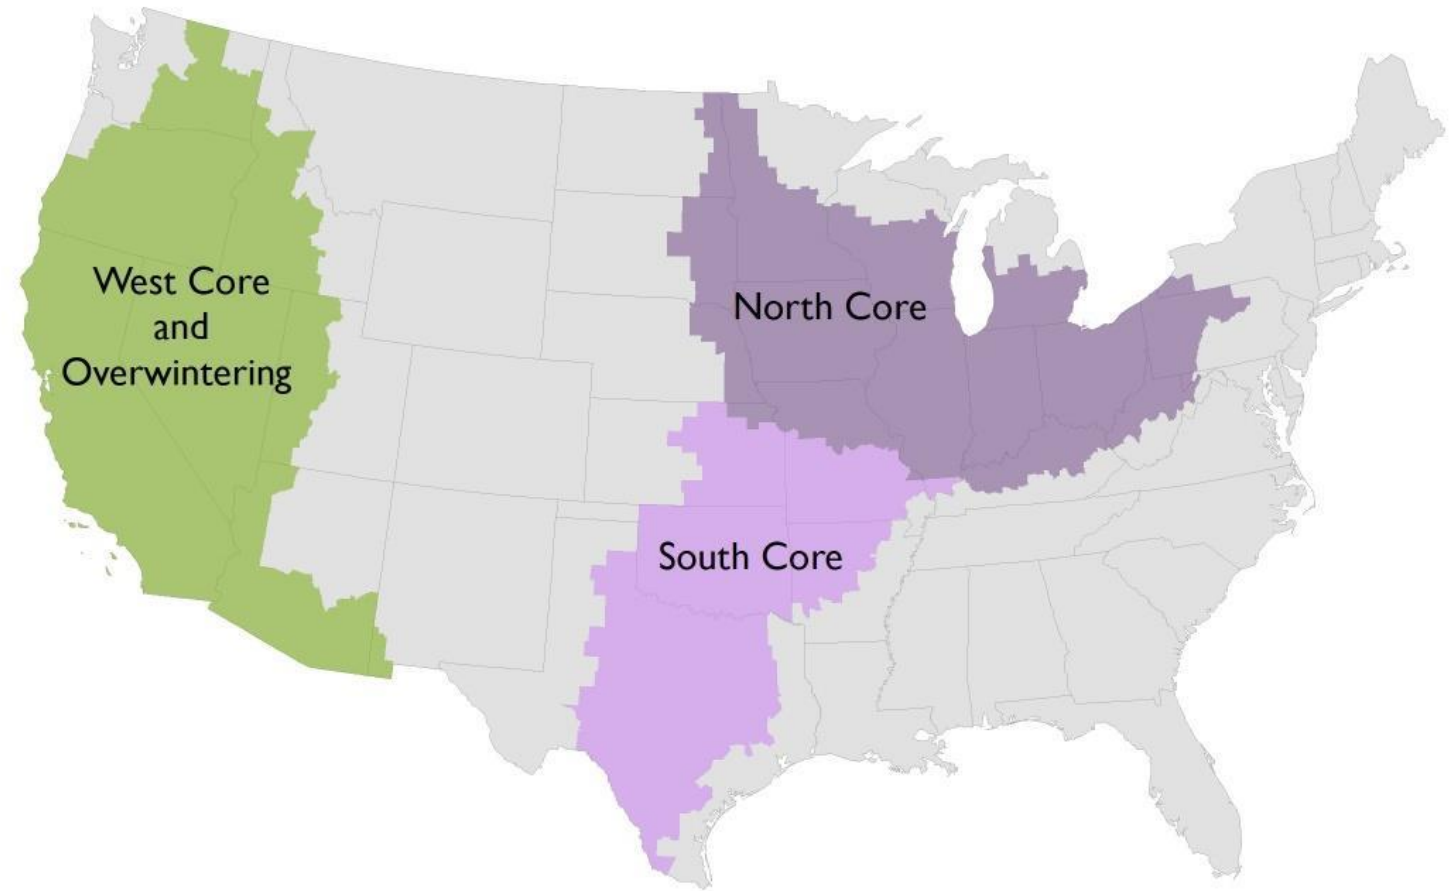 West Core
and
Overwintering
North Core
South Core